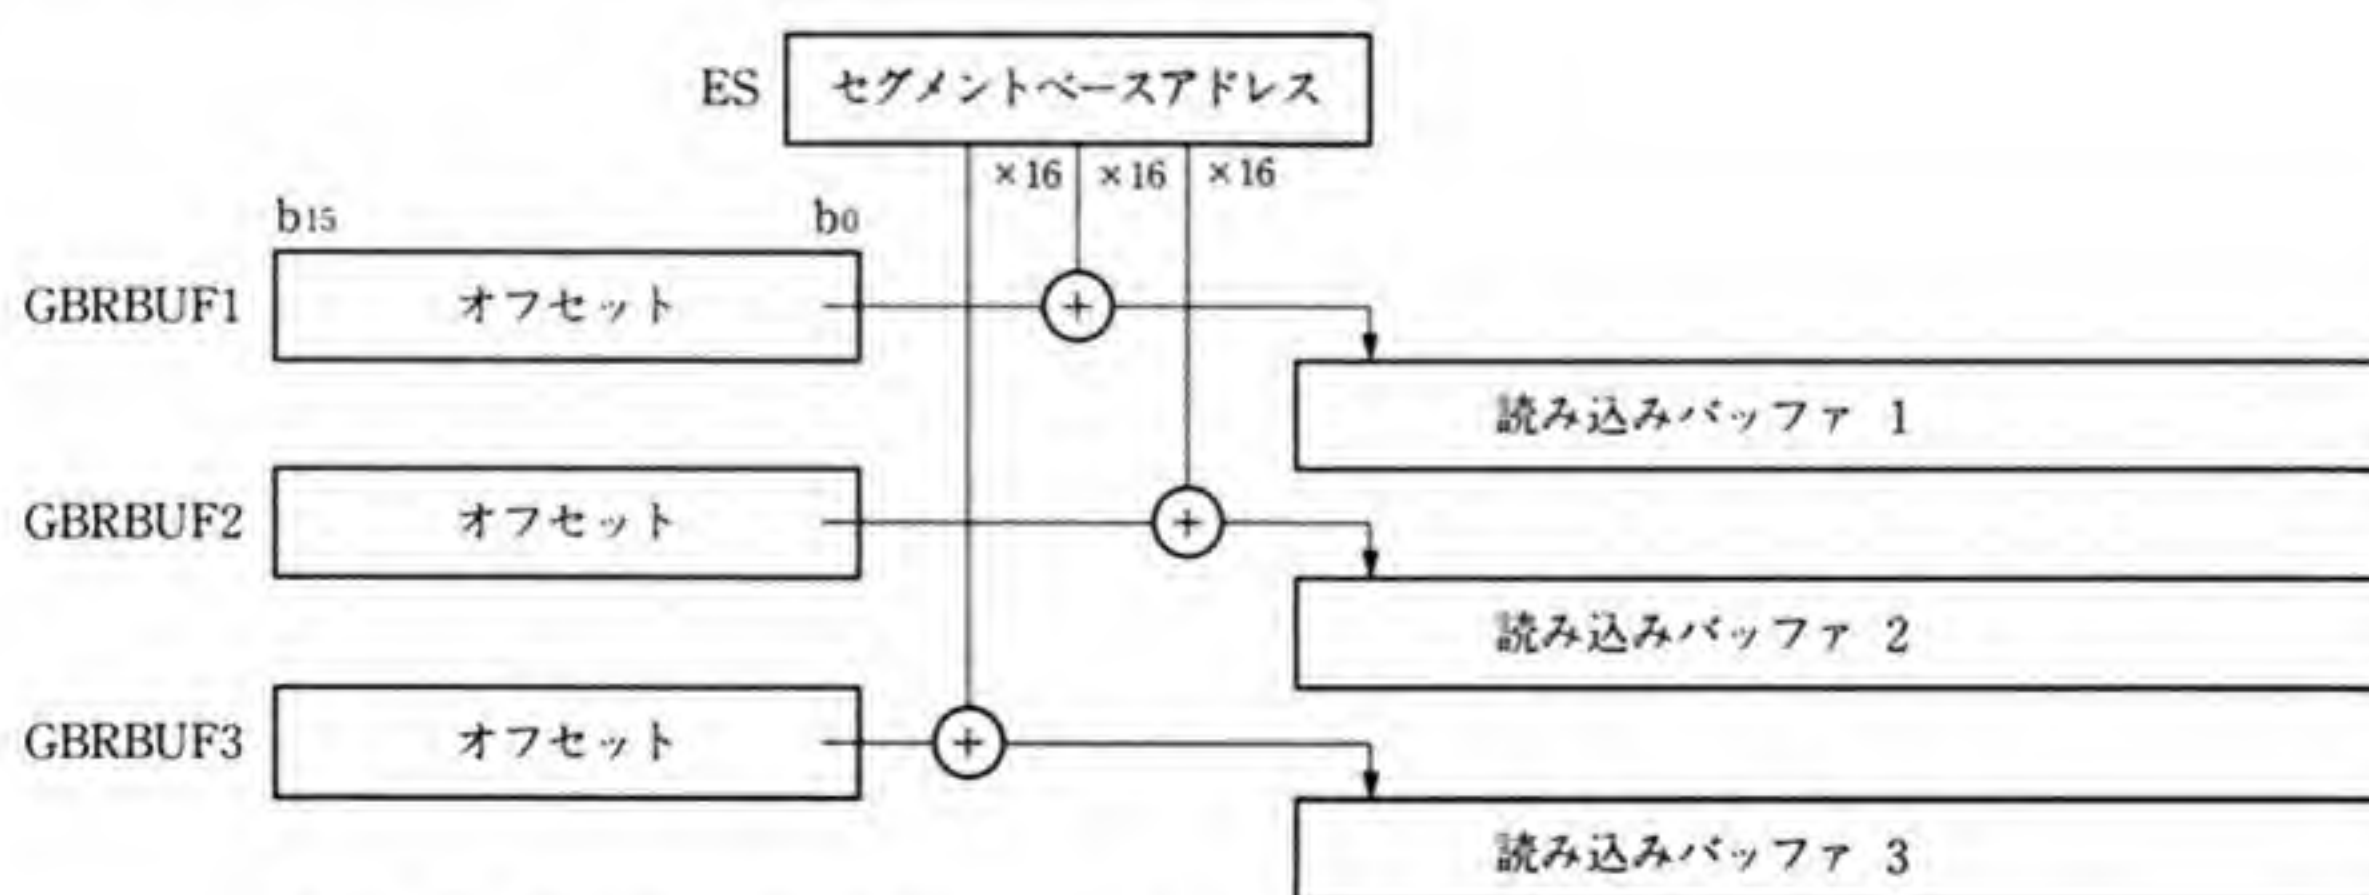 ES セグメントベースアドレス
×16 ×16 ×16
b15 b0
GBRBUF1 オフセット +
読み込みバッファ 1
GBRBUF2 オフセット +
読み込みバッファ 2
GBRBUF3 オフセット +
読み込みバッファ 3